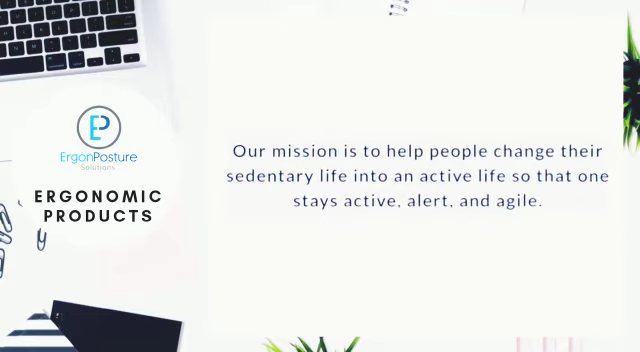 ErgonPosture
Solutions
ERGONOMIC
PRODUCTS
Our mission is to help people change their
sedentary life into an active life so that one
stays active, alert, and agile.